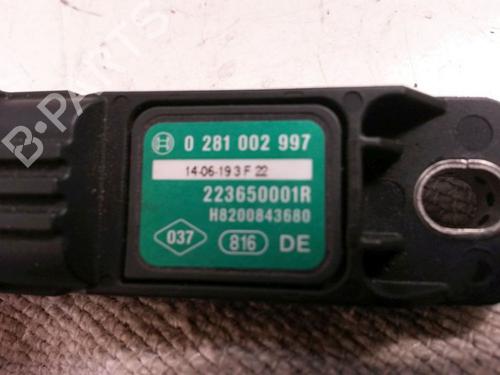 B-PARTS
0 281 002 997
14-06-19 3 F 22
223650001R
H8200843680
037 816 DE